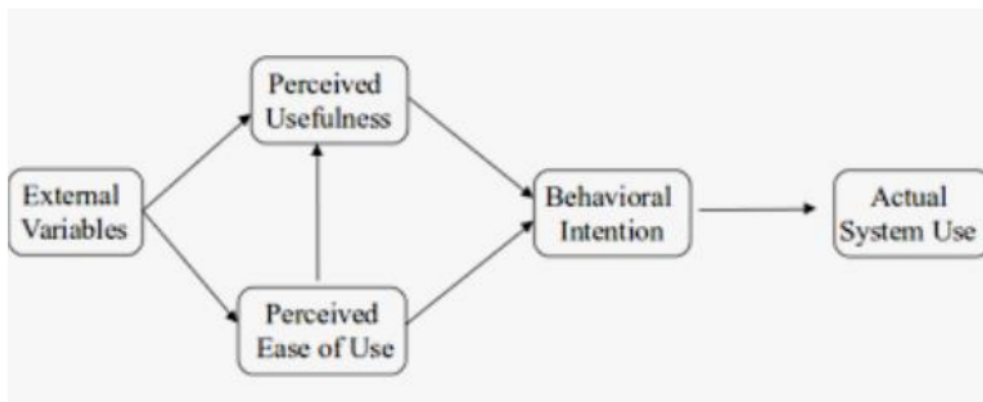 Perceived
Usefulness
External
Variables
Behavioral
Intention
Actual
System Use
Perceived
Ease of Use